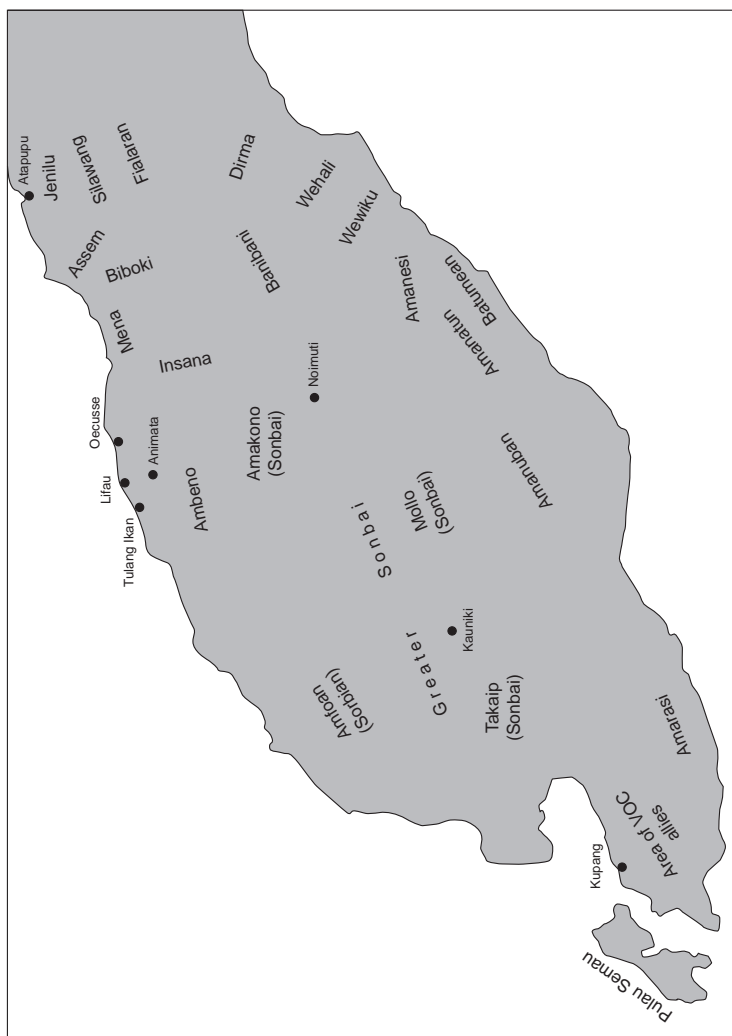 Atapupu
Jenilu
Silawang
Fialaran
Dirma
Wehali
Wewiku
Assem
Biboki
Banibani
Mena
Insana
Amanesi
Batumean
Amanatun
Noimuti
Oecusse
Lifau
Tulang Ikan
Animata
Ambeno
Amakono
(Sonbai)
Amanuban
Mollo
(Sonbai)
Greater Sonbai
Kauniki
Amfoan
(Sorbian)
Takaip
(Sonbai)
Amarasi
Area of VOC
allies
Kupang
Pulau Semau